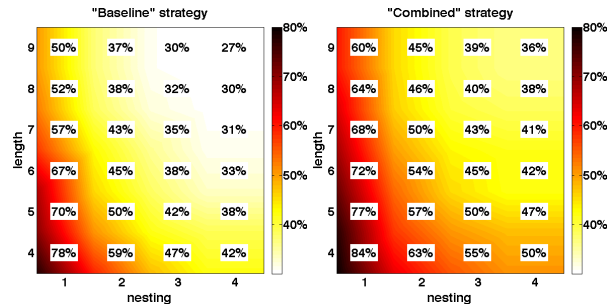 "Baseline" strategy
9 50% 37% 30% 27%
8 52% 38% 32% 30%
7 57% 43% 35% 31%
6 67% 45% 38% 33%
5 70% 50% 42% 38%
4 78% 59% 47% 42%
1 2 3 4
nesting
length
80%
70%
60%
50%
40%
"Combined" strategy
9 60% 45% 39% 36%
8 64% 46% 40% 38%
7 68% 50% 43% 41%
6 72% 54% 45% 42%
5 77% 57% 50% 47%
4 84% 63% 55% 50%
1 2 3 4
nesting
length
80%
70%
60%
50%
40%